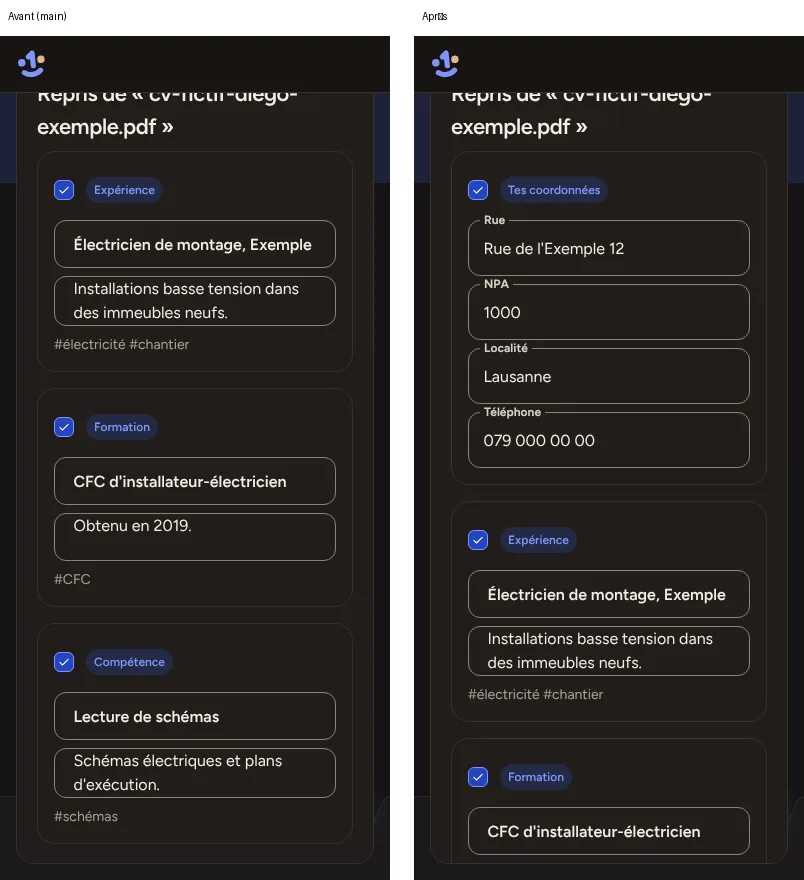 Avant (main)
Repris de « cv-fictif-diego-
exemple.pdf »
Expérience
Électricien de montage, Exemple
Installations basse tension dans
des immeubles neufs.
#électricité #chantier
Formation
CFC d'installateur-électricien
Obtenu en 2019.
#CFC
Compétence
Lecture de schémas
Schémas électriques et plans
d'exécution.
#schémas
Repris de « cv-fictif-diego-
exemple.pdf »
Tes coordonnées
Rue
Rue de l'Exemple 12
NPA
1000
Localité
Lausanne
Téléphone
079 000 00 00
Expérience
Électricien de montage, Exemple
Installations basse tension dans
des immeubles neufs.
#électricité #chantier
Formation
CFC d'installateur-électricien